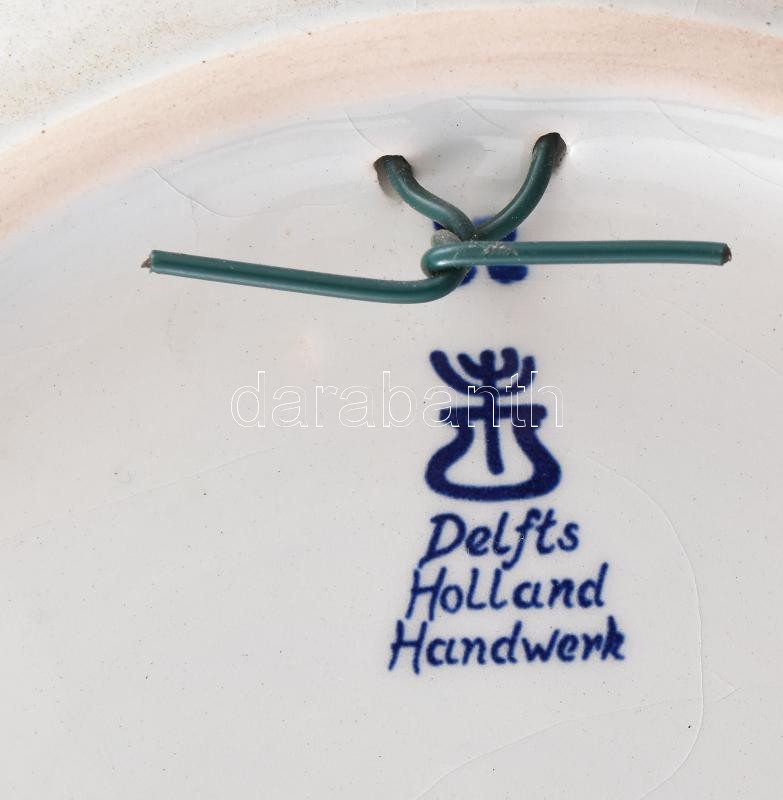 darabanth
Delfts
Holland
Handwerk